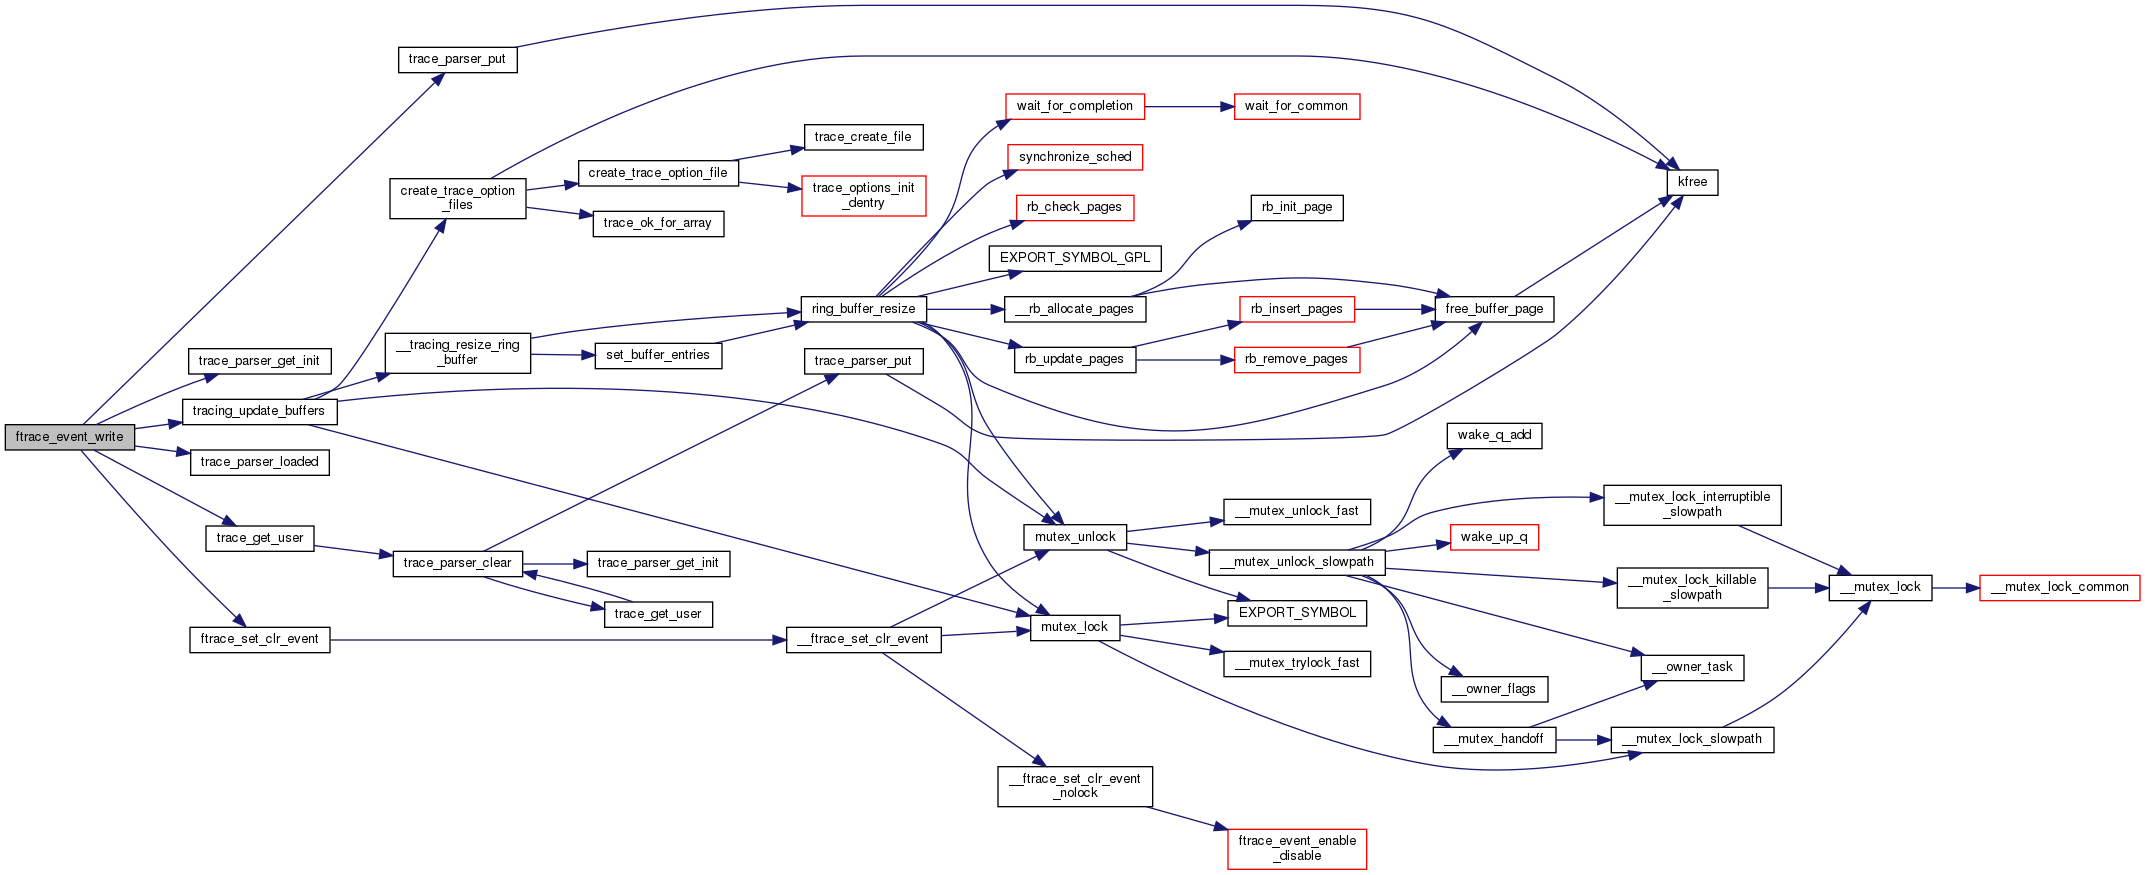 trace_parser_put
wait_for_completion
wait_for_common
trace_create_file
synchronize_sched
create_trace_option_file
kfree
create_trace_option
_files
trace_options_init
_dentry
rb_check_pages
rb_init_page
trace_ok_for_array
EXPORT_SYMBOL_GPL
ring_buffer_resize
__rb_allocate_pages
rb_insert_pages
free_buffer_page
__tracing_resize_ring
_buffer
set_buffer_entries
trace_parser_get_init
trace_parser_put
rb_update_pages
rb_remove_pages
tracing_update_buffers
ftrace_event_write
wake_q_add
trace_parser_loaded
__mutex_lock_interruptible
_slowpath
__mutex_unlock_fast
trace_get_user
mutex_unlock
wake_up_q
trace_parser_clear
trace_parser_get_init
__mutex_unlock_slowpath
__mutex_lock_killable
_slowpath
__mutex_lock
__mutex_lock_common
trace_get_user
EXPORT_SYMBOL
ftrace_set_clr_event
__ftrace_set_clr_event
mutex_lock
__mutex_trylock_fast
__owner_task
__owner_flags
__mutex_handoff
__mutex_lock_slowpath
__ftrace_set_clr_event
_nolock
ftrace_event_enable
_disable